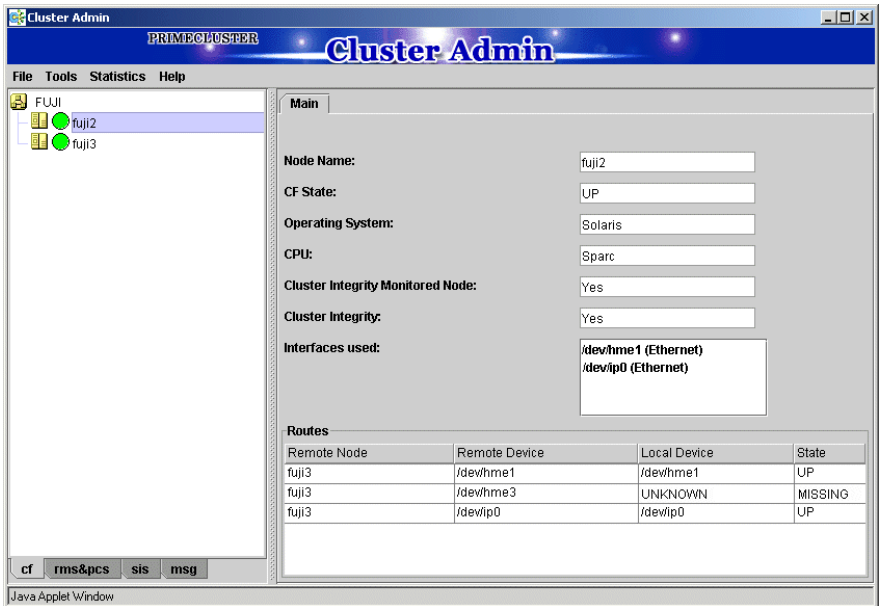 Cluster Admin
PRIMECLUSTER
Cluster Admin
File Tools Statistics Help
FUJI
fuji2
fuji3
Main
Node Name: fuji2
CF State: UP
Operating System: Solaris
CPU: Sparc
Cluster Integrity Monitored Node: Yes
Cluster Integrity: Yes
Interfaces used: /dev/hme1 (Ethernet)
/dev/ip0 (Ethernet)
Routes
Remote Node Remote Device Local Device State
fuji3 /dev/hme1 /dev/hme1 UP
fuji3 /dev/hme3 UNKNOWN MISSING
fuji3 /dev/ip0 /dev/ip0 UP
cf rms&pcs sis msg
Java Applet Window